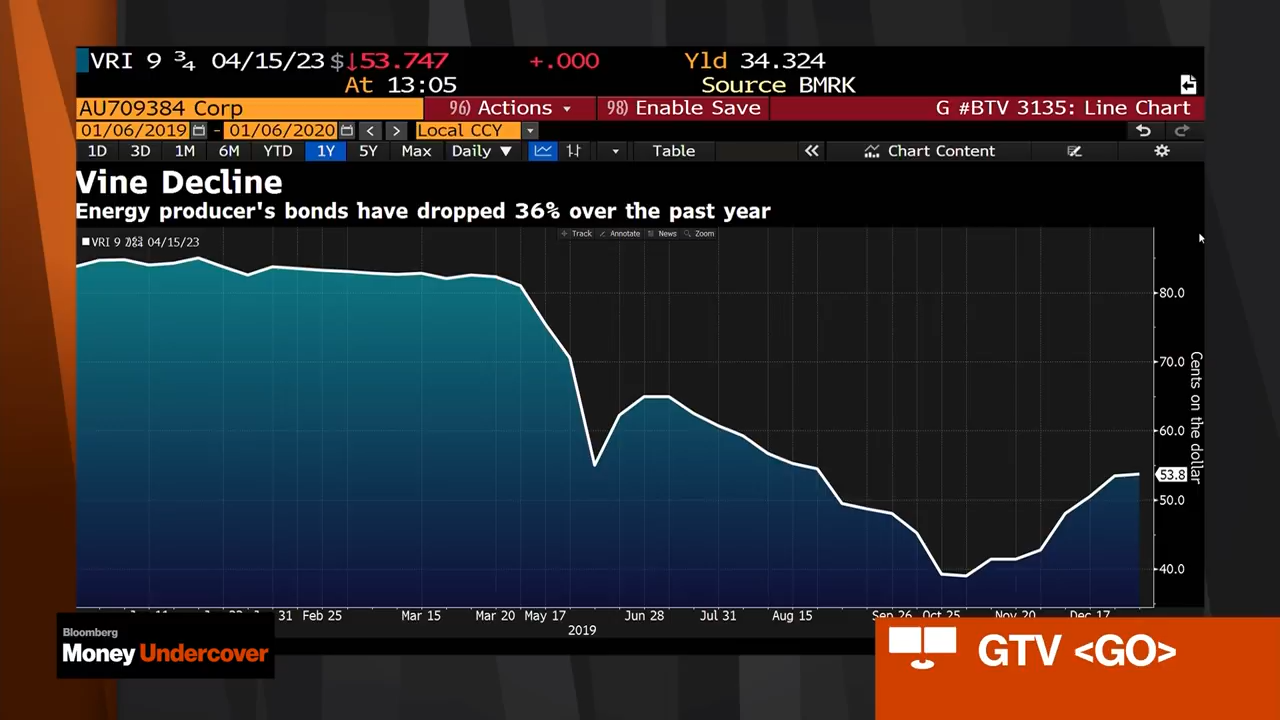 VRI 9 ¾ 04/15/23 $↓53.747 +.000 Yld 34.324
At 13:05 Source BMRK
AU709384 Corp 96) Actions 98) Enable Save G #BTV 3135: Line Chart
01/06/2019 - 01/06/2020 < > Local CCY
1D 3D 1M 6M YTD 1Y 5Y Max Daily ▼ Table « Chart Content
Vine Decline
Energy producer's bonds have dropped 36% over the past year
Track Annotate News Zoom
VRI 9 04/15/23
80.0
70.0
60.0
53.8
50.0
40.0
Cents on the dollar
31 Feb 25 Mar 15 Mar 20 May 17 Jun 28 Jul 31 Aug 15 Sep 26 Oct 25 Nov 20 Dec 17
2019
Bloomberg
Money Undercover
GTV <GO>